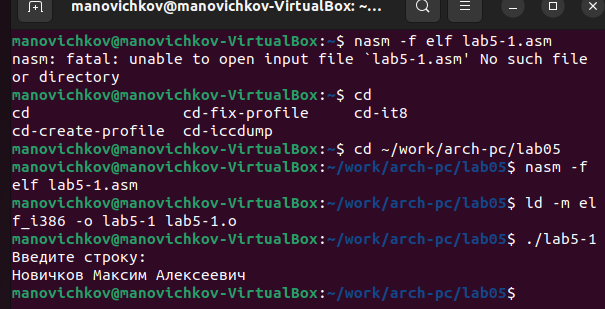 manovichkov@manovichkov-VirtualBox: ~/...
manovichkov@manovichkov-VirtualBox:~$ nasm -f elf lab5-1.asm
nasm: fatal: unable to open input file `lab5-1.asm' No such file
or directory
manovichkov@manovichkov-VirtualBox:~$ cd
cd cd-fix-profile cd-it8
cd-create-profile cd-iccdump
manovichkov@manovichkov-VirtualBox:~$ cd ~/work/arch-pc/lab05
manovichkov@manovichkov-VirtualBox:~/work/arch-pc/lab05$ nasm -f
elf lab5-1.asm
manovichkov@manovichkov-VirtualBox:~/work/arch-pc/lab05$ ld -m el
f_i386 -o lab5-1 lab5-1.o
manovichkov@manovichkov-VirtualBox:~/work/arch-pc/lab05$ ./lab5-1
Введите строку:
Новичков Максим Алексеевич
manovichkov@manovichkov-VirtualBox:~/work/arch-pc/lab05$